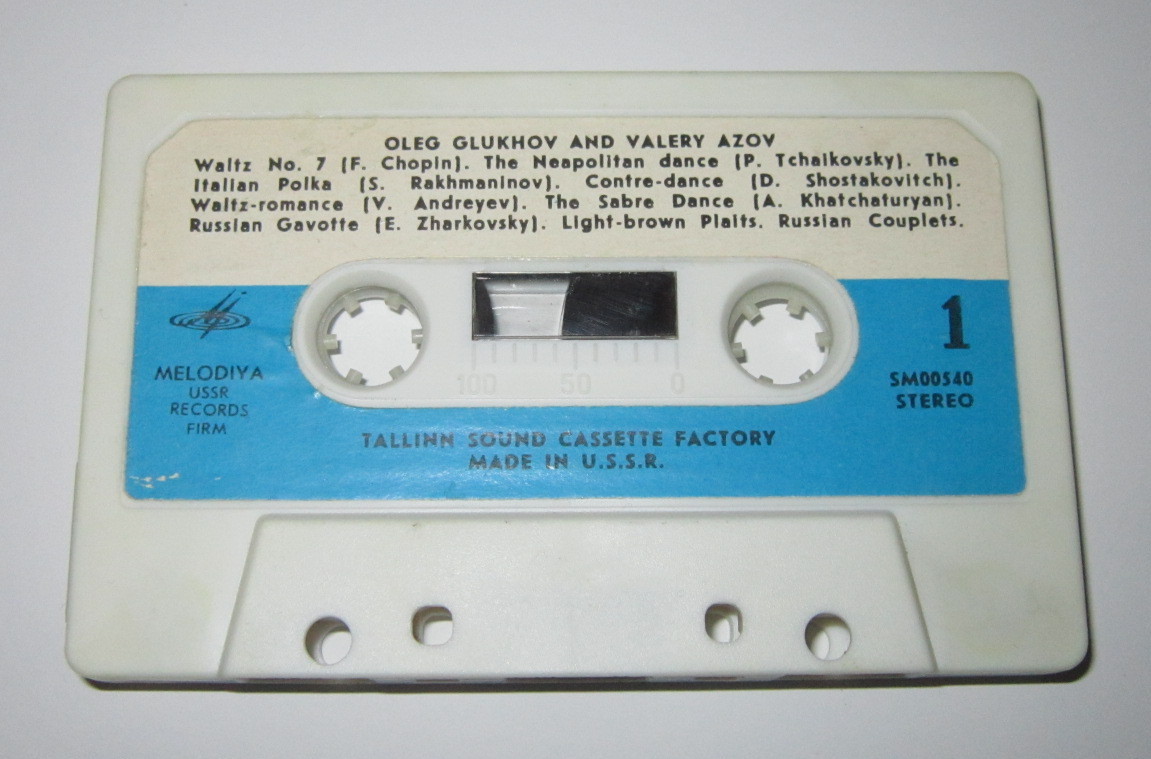 OLEG GLUKHOV AND VALERY AZOV
Waltz No. 7 (F. Chopin). The Neapolitan dance (P. Tchaikovsky). The
Italian Polka (S. Rakhmaninov). Contre-dance (D. Shostakovitch).
Waltz-romance (V. Andreyev). The Sabre Dance (A. Khatchaturyan).
Russian Gavotte (E. Zharkovsky). Light-brown Plaits. Russian Couplets.
1
MELODIYA
USSR
RECORDS
FIRM
100 50 0
SM00540
STEREO
TALLINN SOUND CASSETTE FACTORY
MADE IN U.S.S.R.